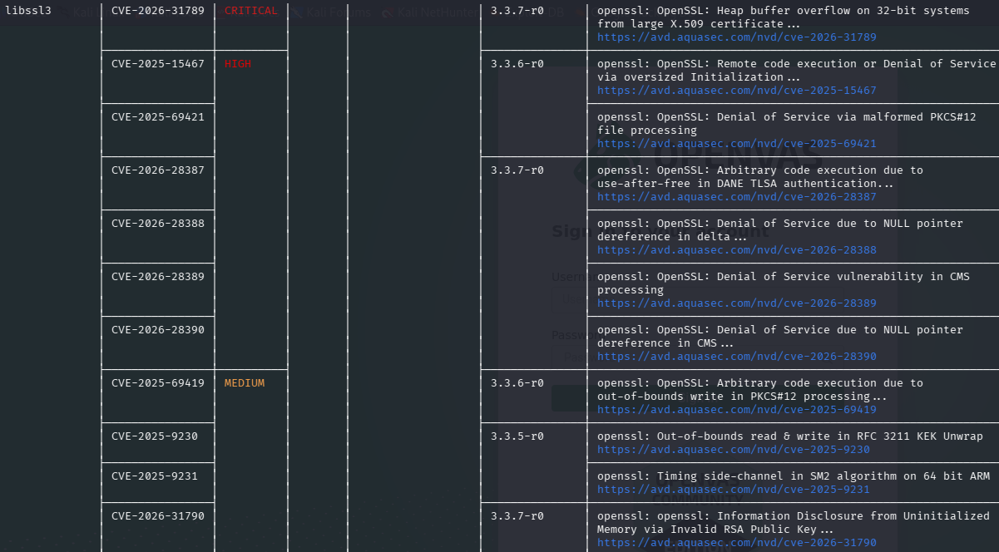 libssl3 CVE-2026-31789 CRITICAL 3.3.7-r0 openssl: OpenSSL: Heap buffer overflow on 32-bit systems
from large X.509 certificate...
https://avd.aquasec.com/nvd/cve-2026-31789
CVE-2025-15467 HIGH 3.3.6-r0 openssl: OpenSSL: Remote code execution or Denial of Service
via oversized Initialization...
https://avd.aquasec.com/nvd/cve-2025-15467
CVE-2025-69421 openssl: OpenSSL: Denial of Service via malformed PKCS#12
file processing
https://avd.aquasec.com/nvd/cve-2025-69421
OPENVAS
CVE-2026-28387 3.3.7-r0 openssl: OpenSSL: Arbitrary code execution due to
use-after-free in DANE TLSA authentication...
https://avd.aquasec.com/nvd/cve-2026-28387
CVE-2026-28388 openssl: OpenSSL: Denial of Service due to NULL pointer
Sign in to your account
dereference in delta...
https://avd.aquasec.com/nvd/cve-2026-28388
CVE-2026-28389 openssl: OpenSSL: Denial of Service vulnerability in CMS
processing
https://avd.aquasec.com/nvd/cve-2026-28389
CVE-2026-28390 openssl: OpenSSL: Denial of Service due to NULL pointer
dereference in CMS...
https://avd.aquasec.com/nvd/cve-2026-28390
CVE-2025-69419 MEDIUM 3.3.6-r0 openssl: OpenSSL: Arbitrary code execution due to
out-of-bounds write in PKCS#12 processing...
https://avd.aquasec.com/nvd/cve-2025-69419
CVE-2025-9230 3.3.5-r0 openssl: Out-of-bounds read & write in RFC 3211 KEK Unwrap
https://avd.aquasec.com/nvd/cve-2025-9230
CVE-2025-9231 openssl: Timing side-channel in SM2 algorithm on 64 bit ARM
https://avd.aquasec.com/nvd/cve-2025-9231
COMMUNITY
CVE-2026-31790 3.3.7-r0 openssl: openssl: Information Disclosure from Uninitialized
Memory via Invalid RSA Public Key...
https://avd.aquasec.com/nvd/cve-2026-31790
EDITION